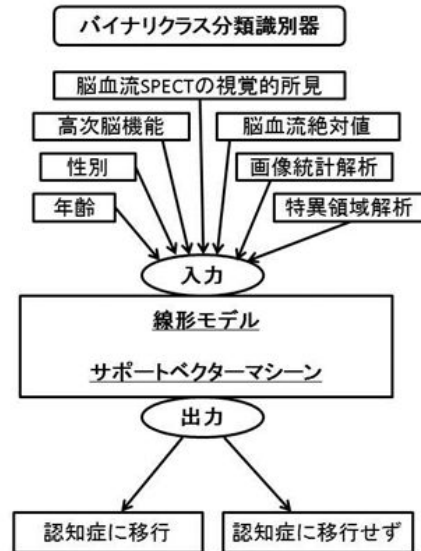 バイナリクラス分類識別器
脳血流SPECTの視覚的所見
高次脳機能
脳血流絶対値
性別
画像統計解析
年齢
特異領域解析
入力
線形モデル
サポートベクターマシーン
出力
認知症に移行
認知症に移行せず